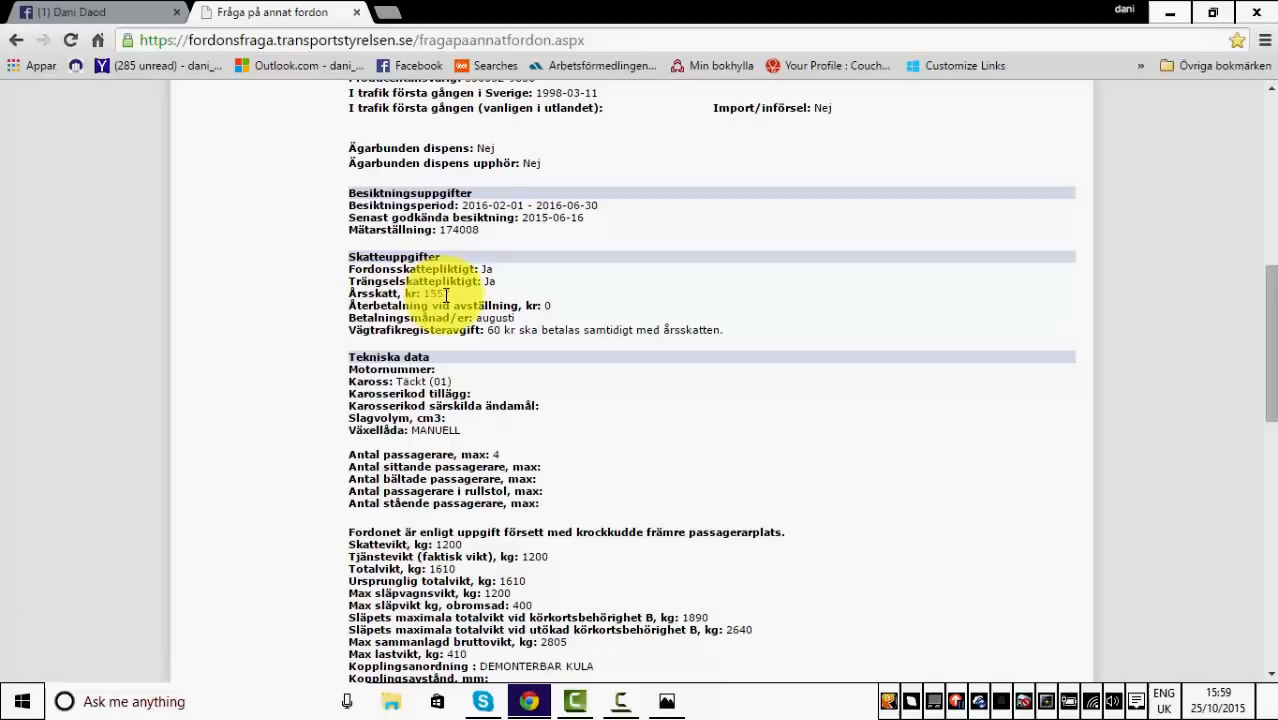 (1) Dani Daod
Fråga på annat fordon
dani
https://fordonsfraga.transportstyrelsen.se/fragapaannatfordon.aspx
Appar
(285 unread) - dani_...
Outlook.com - dani_...
Facebook
Searches
Arbetsförmedlingen...
Min bokhylla
Your Profile : Couch...
Customize Links
»
Övriga bokmärken
I trafik första gången i Sverige: 1998-03-11
I trafik första gången (vanligen i utlandet): Import/införsel: Nej
Ägarbunden dispens: Nej
Ägarbunden dispens upphör: Nej
Besiktningsuppgifter
Besiktningsperiod: 2016-02-01 - 2016-06-30
Senast godkända besiktning: 2015-06-16
Mätarställning: 174008
Skatteuppgifter
Fordonsskattepliktigt: Ja
Trängselskattepliktigt: Ja
Årsskatt, kr:
Återbetalning vid avställning, kr: 0
Betalningsmånad/er: augusti
Vägtrafikregisteravgift: 60 kr ska betalas samtidigt med årsskatten.
Tekniska data
Motornummer:
Kaross: Täckt (01)
Karosserikod tillägg:
Karosserikod särskilda ändamål:
Slagvolym, cm3:
Växellåda: MANUELL
Antal passagerare, max: 4
Antal sittande passagerare, max:
Antal bältade passagerare, max:
Antal passagerare i rullstol, max:
Antal stående passagerare, max:
Fordonet är enligt uppgift försett med krockkudde främre passagerarplats.
Skattevikt, kg: 1200
Tjänstevikt (faktisk vikt), kg: 1200
Totalvikt, kg: 1610
Ursprunglig totalvikt, kg: 1610
Max släpvagnsvikt, kg: 1200
Max släpvikt kg, obromsad: 400
Släpets maximala totalvikt vid körkortsbehörighet B, kg: 1890
Släpets maximala totalvikt vid utökad körkortsbehörighet B, kg: 2640
Max sammanlagd bruttovikt, kg: 2805
Max lastvikt, kg: 410
Kopplingsanordning : DEMONTERBAR KULA
Kopplingsavstånd, mm:
Ask me anything
ENG
UK
15:59
25/10/2015